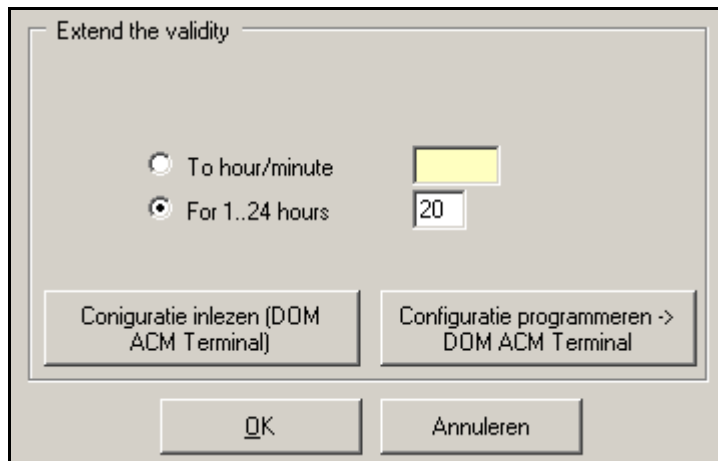 Extend the validity
To hour/minute
For 1..24 hours
20
Coniguratie inlezen (DOM
ACM Terminal)
Configuratie programmeren ->
DOM ACM Terminal
OK
Annuleren